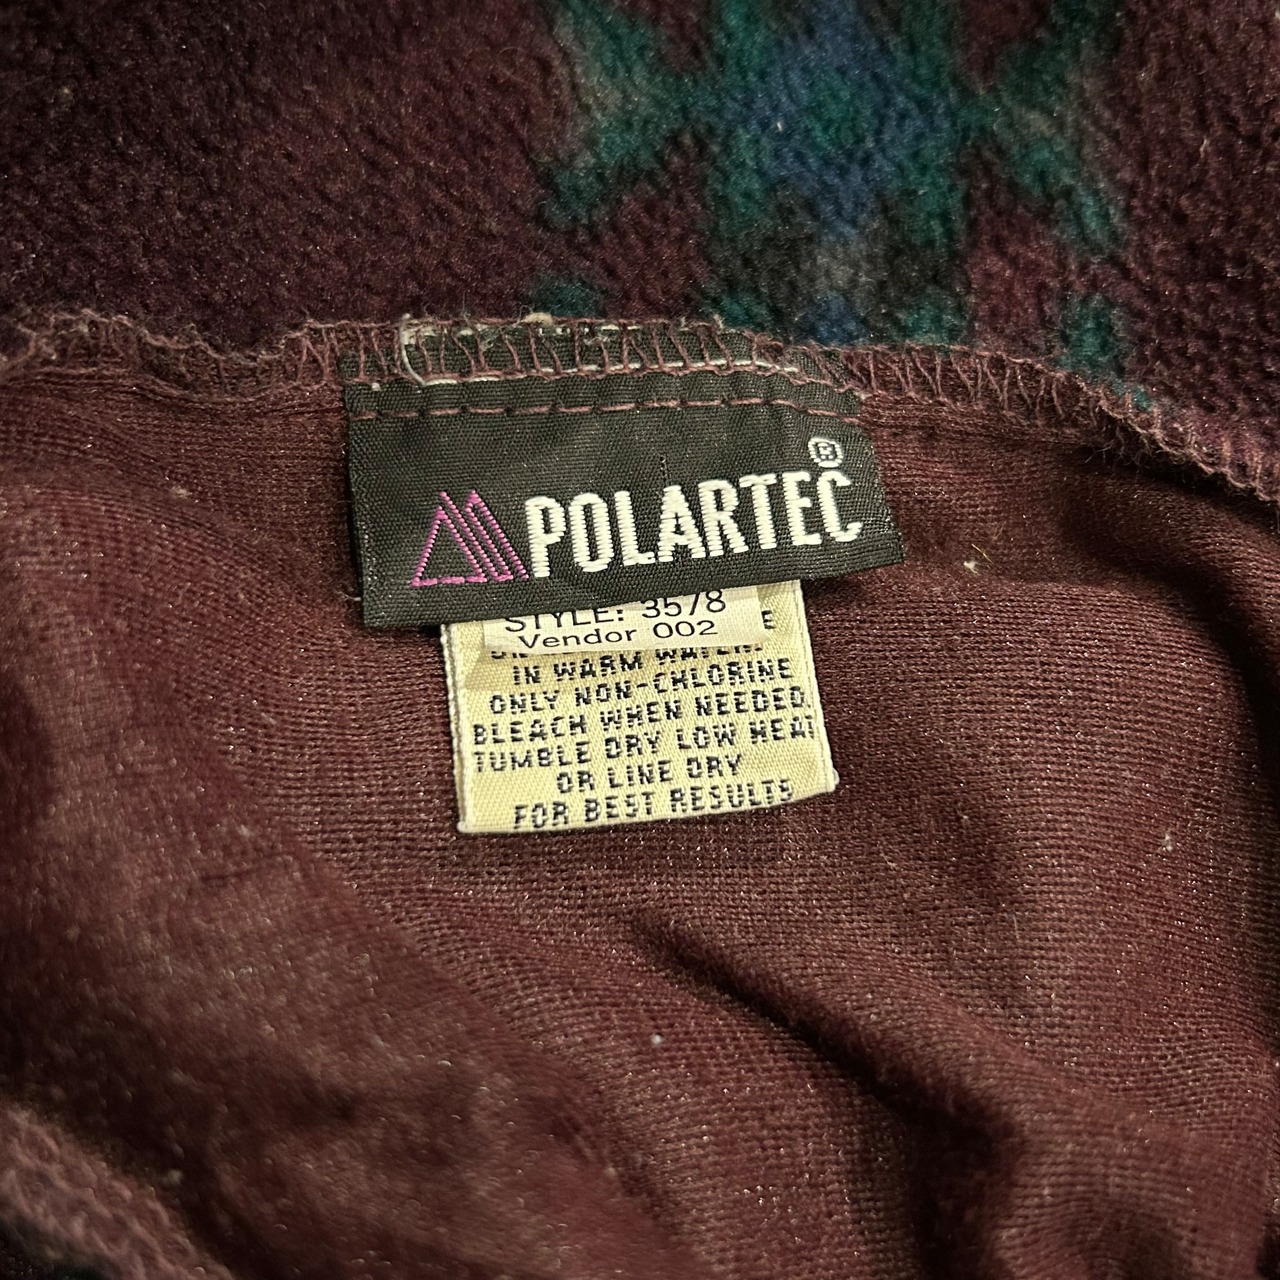 POLARTEC®
STYLE: 3578
Vendor 002
E
IN WARM WATER.
ONLY NON-CHLORINE
BLEACH WHEN NEEDED.
TUMBLE DRY LOW HEAT
OR LINE DRY
FOR BEST RESULTS